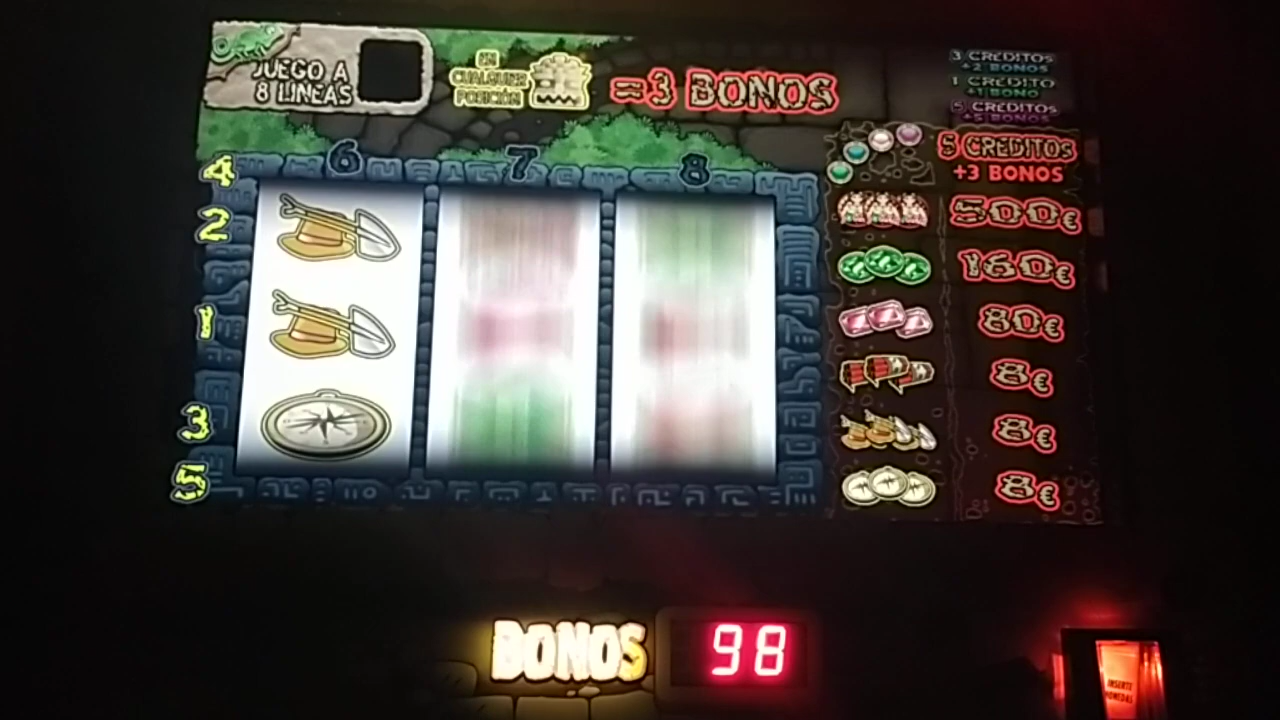 JUEGO A
8 LINEAS
EN
CUALQUIER
POSICIÓN
=3 BONOS
3 CREDITOS
+2 BONOS
1 CREDITO
+1 BONO
5 CREDITOS
+5 BONOS
5 CREDITOS
+3 BONOS
6 7 8
4
2
1
3
5
500€
160€
80€
8€
8€
8€
BONOS 98
INSERTE
MONEDAS